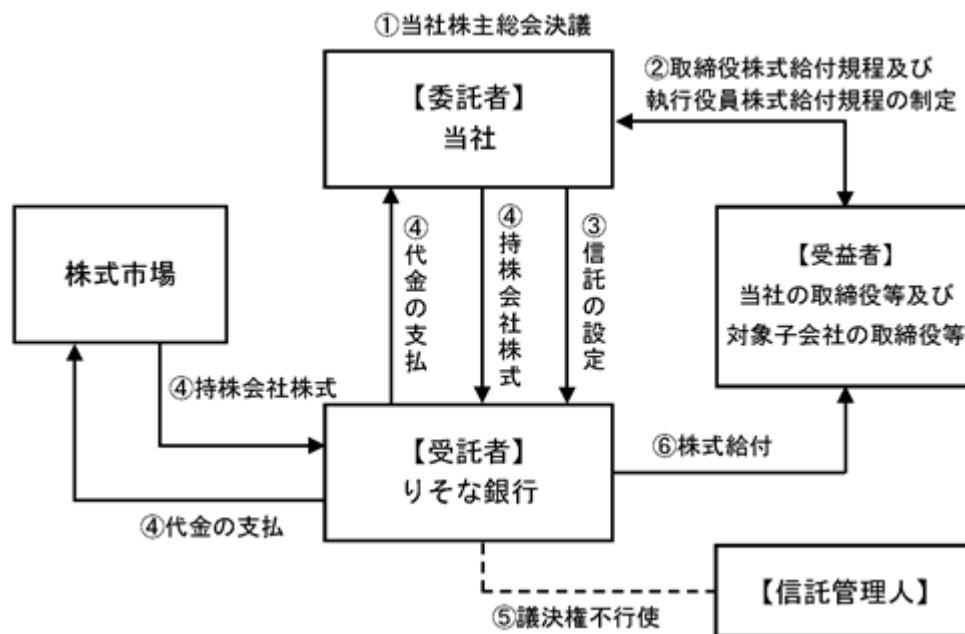 ①当社株主総会決議
【委託者】
当社
②取締役株式給付規程及び
執行役員株式給付規程の制定
株式市場
④代金の支払
④持株会社株式
③信託の設定
【受益者】
当社の取締役等及び
対象子会社の取締役等
④持株会社株式
【受託者】
りそな銀行
⑥株式給付
④代金の支払
⑤議決権不行使
【信託管理人】